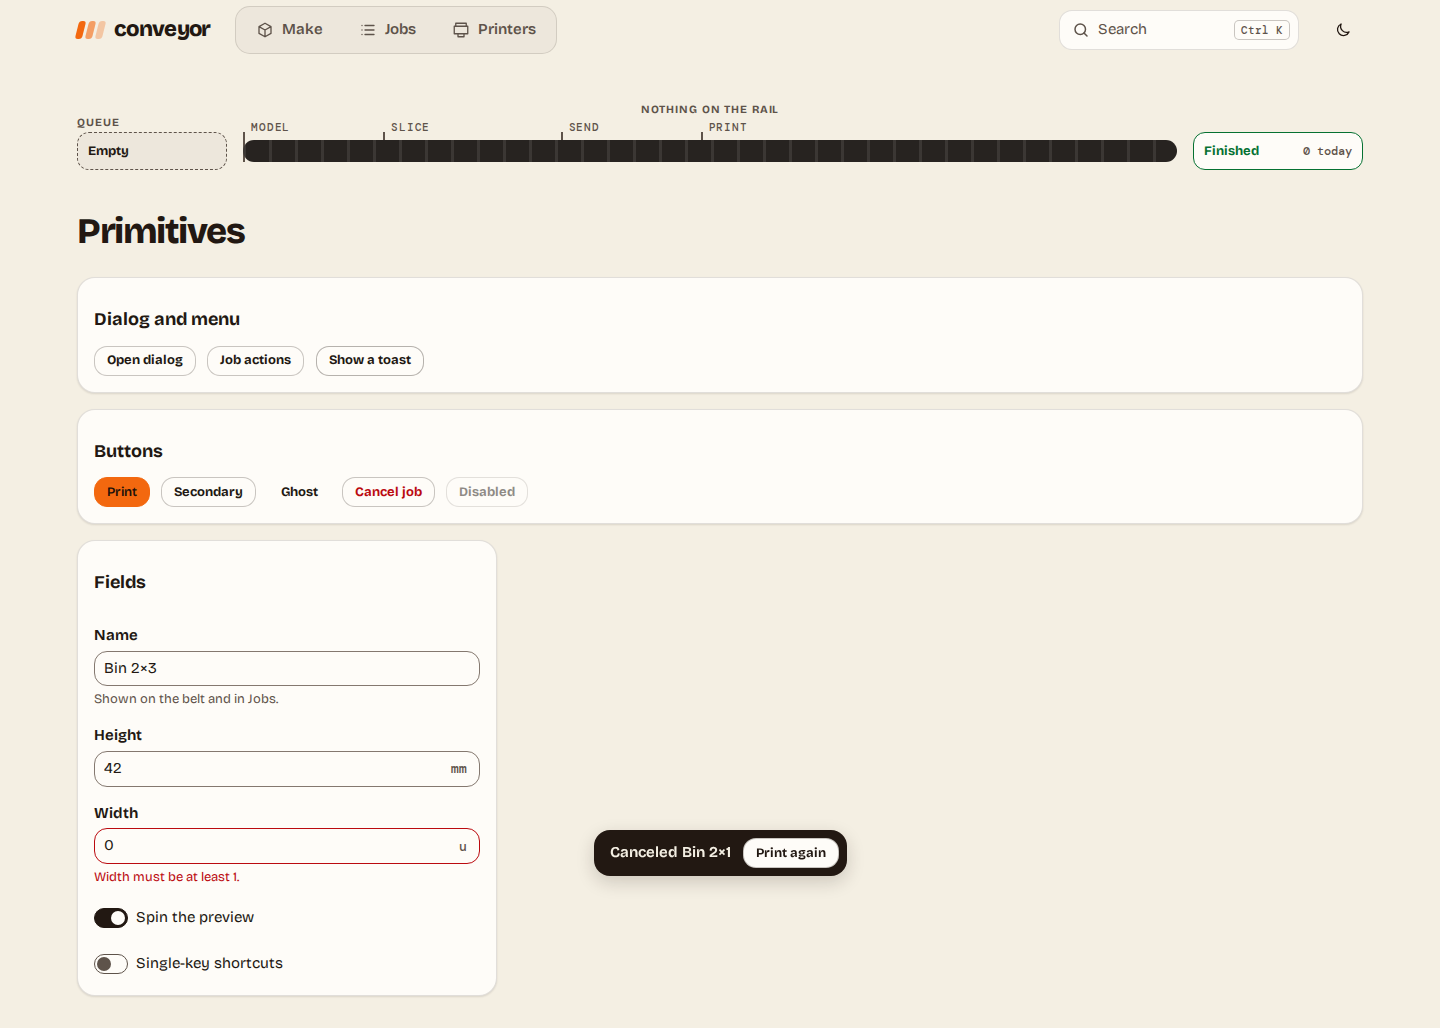 conveyor
Make
Jobs
Printers
Search
Ctrl K
NOTHING ON THE RAIL
QUEUE
MODEL
SLICE
SEND
PRINT
Empty
Finished
0 today
Primitives
Dialog and menu
Open dialog
Job actions
Show a toast
Buttons
Print
Secondary
Ghost
Cancel job
Disabled
Fields
Name
Bin 2×3
Shown on the belt and in Jobs.
Height
42
mm
Width
0
u
Width must be at least 1.
Canceled Bin 2×1
Print again
Spin the preview
Single-key shortcuts